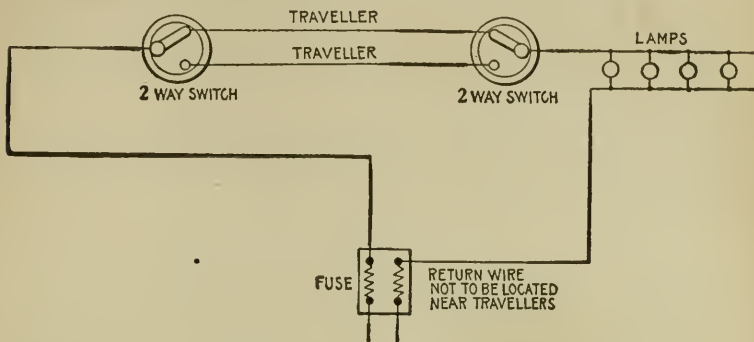 TRAVELLER
LAMPS
TRAVELLER
2 WAY SWITCH
2 WAY SWITCH
FUSE
RETURN WIRE
NOT TO BE LOCATED
NEAR TRAVELLERS